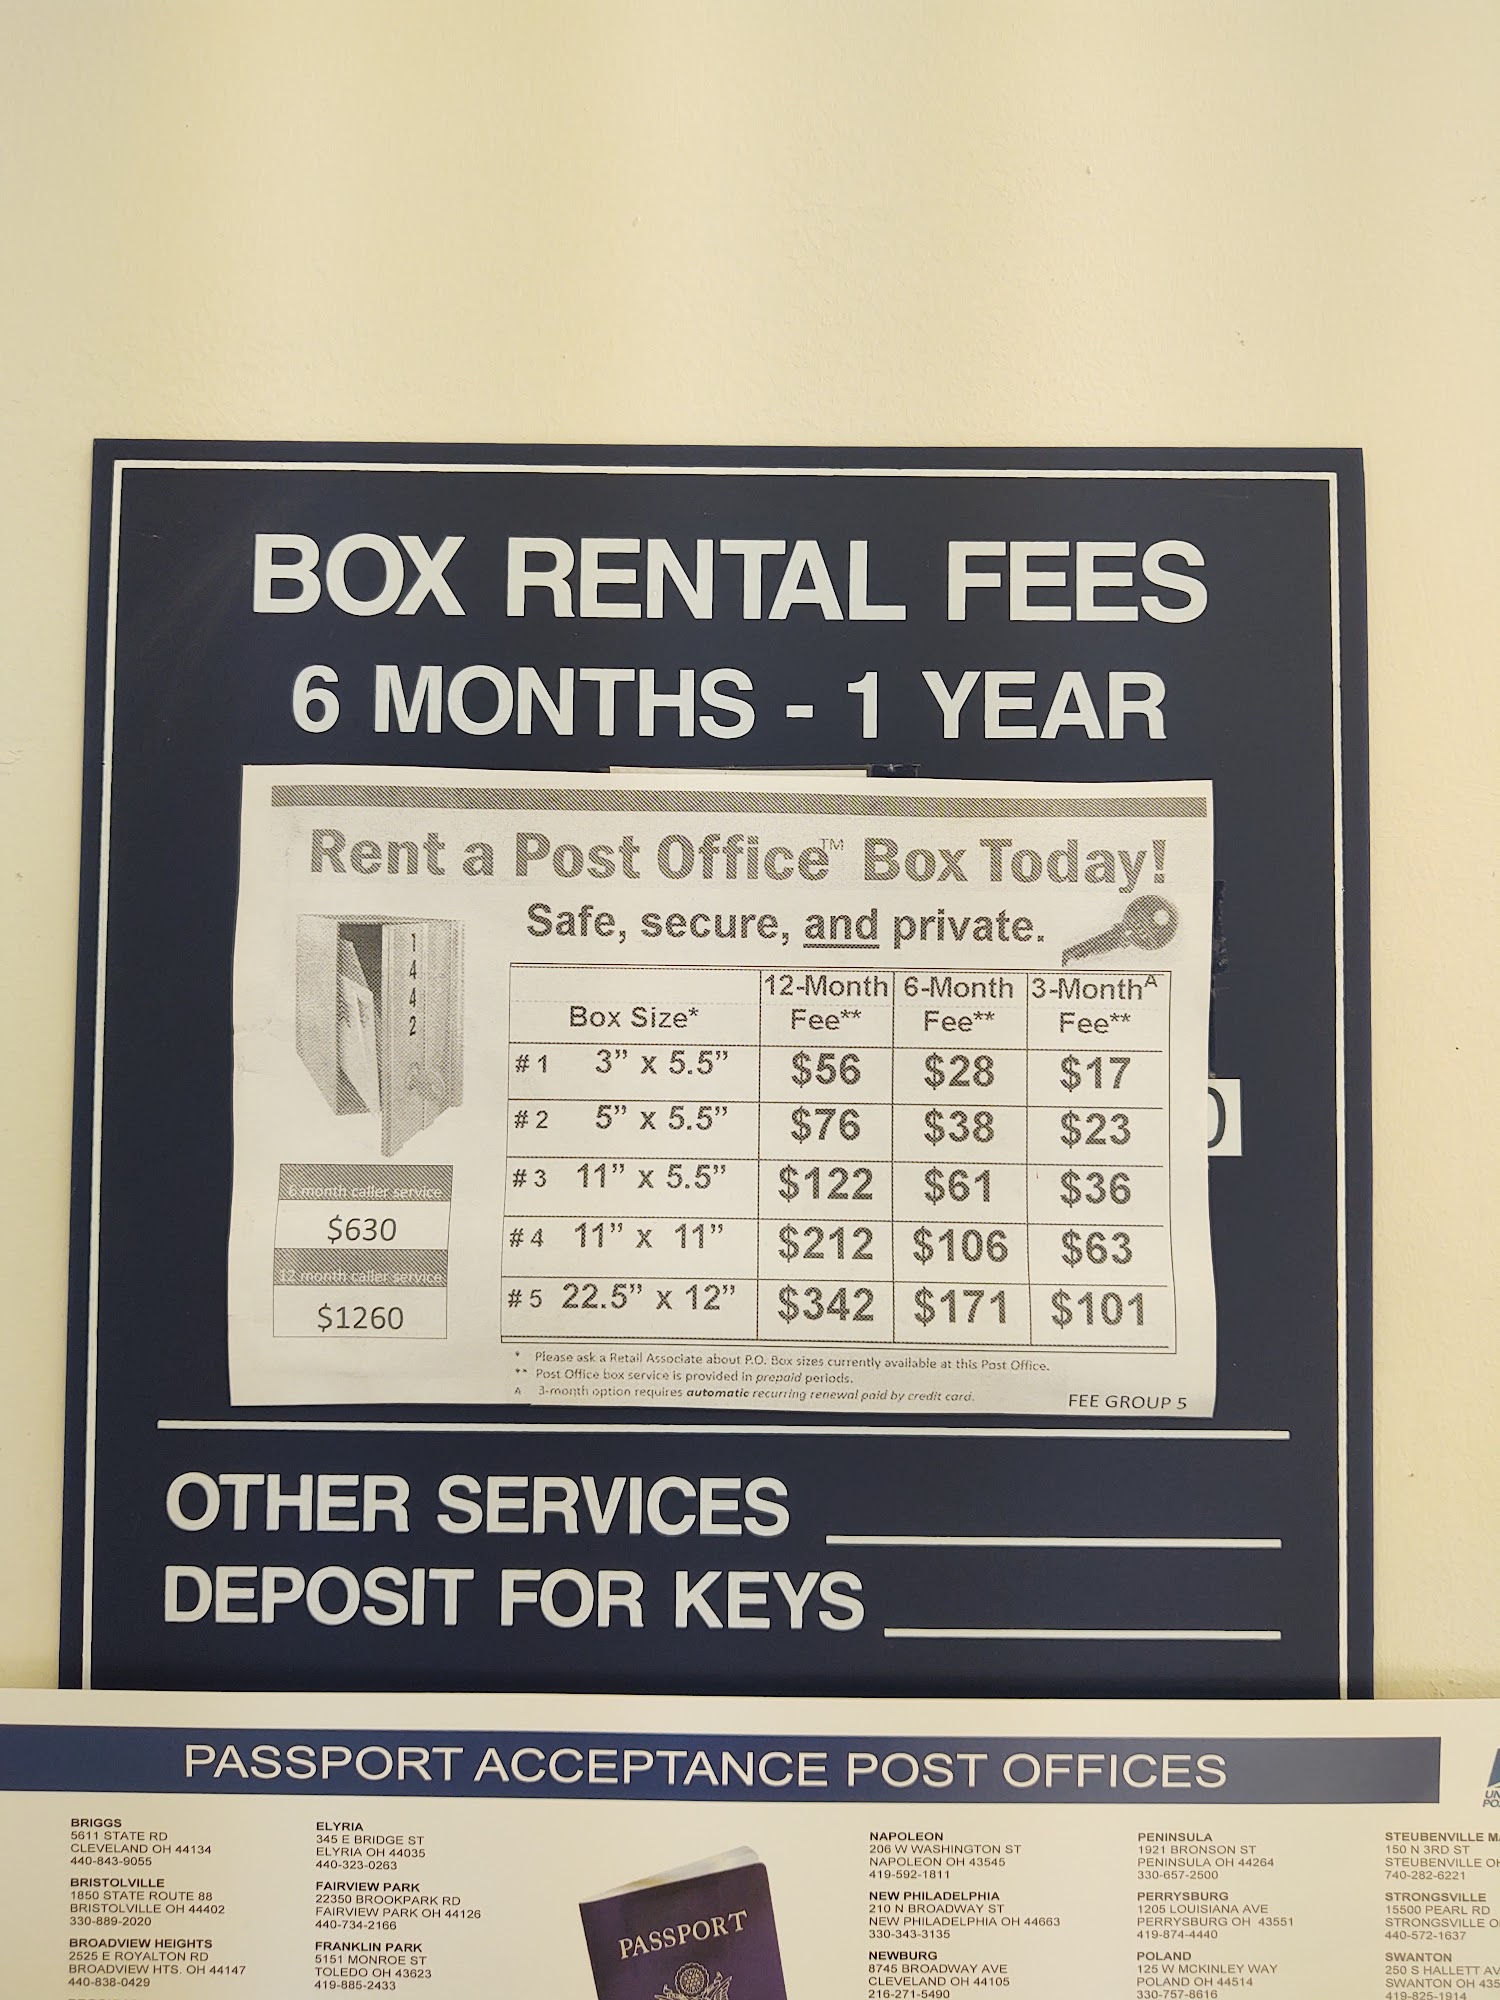 BOX RENTAL FEES
6 MONTHS - 1 YEAR
Rent a Post Office™ Box Today!
Safe, secure, and private.
1442
Box Size* 12-Month Fee** 6-Month Fee** 3-Month^A Fee**
# 1 3” x 5.5” $56 $28 $17
# 2 5” x 5.5” $76 $38 $23
# 3 11” x 5.5” $122 $61 $36
# 4 11” x 11” $212 $106 $63
# 5 22.5” x 12” $342 $171 $101
6 month caller service
$630
12 month caller service
$1260
* Please ask a Retail Associate about P.O. Box sizes currently available at this Post Office.
** Post Office box service is provided in prepaid periods.
A 3-month option requires automatic recurring renewal paid by credit card.
FEE GROUP 5
OTHER SERVICES
DEPOSIT FOR KEYS
PASSPORT ACCEPTANCE POST OFFICES
BRIGGS
5611 STATE RD
CLEVELAND OH 44134
440-843-9055
BRISTOLVILLE
1850 STATE ROUTE 88
BRISTOLVILLE OH 44402
330-889-2020
BROADVIEW HEIGHTS
2525 E ROYALTON RD
BROADVIEW HTS. OH 44147
440-838-0429
ELYRIA
345 E BRIDGE ST
ELYRIA OH 44035
440-323-0263
FAIRVIEW PARK
22350 BROOKPARK RD
FAIRVIEW PARK OH 44126
440-734-2166
FRANKLIN PARK
5151 MONROE ST
TOLEDO OH 43623
419-885-2433
PASSPORT
NAPOLEON
206 W WASHINGTON ST
NAPOLEON OH 43545
419-592-1811
NEW PHILADELPHIA
210 N BROADWAY ST
NEW PHILADELPHIA OH 44663
330-343-3135
NEWBURG
8745 BROADWAY AVE
CLEVELAND OH 44105
216-271-5490
PENINSULA
1921 BRONSON ST
PENINSULA OH 44264
330-657-2500
PERRYSBURG
1205 LOUISIANA AVE
PERRYSBURG OH 43551
419-874-4440
POLAND
125 W MCKINLEY WAY
POLAND OH 44514
330-757-8616
STEUBENVILLE
150 N 3RD ST
STEUBENVILLE
740-282-6221
STRONGSVILLE
15500 PEARL RD
STRONGSVILLE
440-572-1637
SWANTON
250 S HALLETT
SWANTON OH
419-825-1914